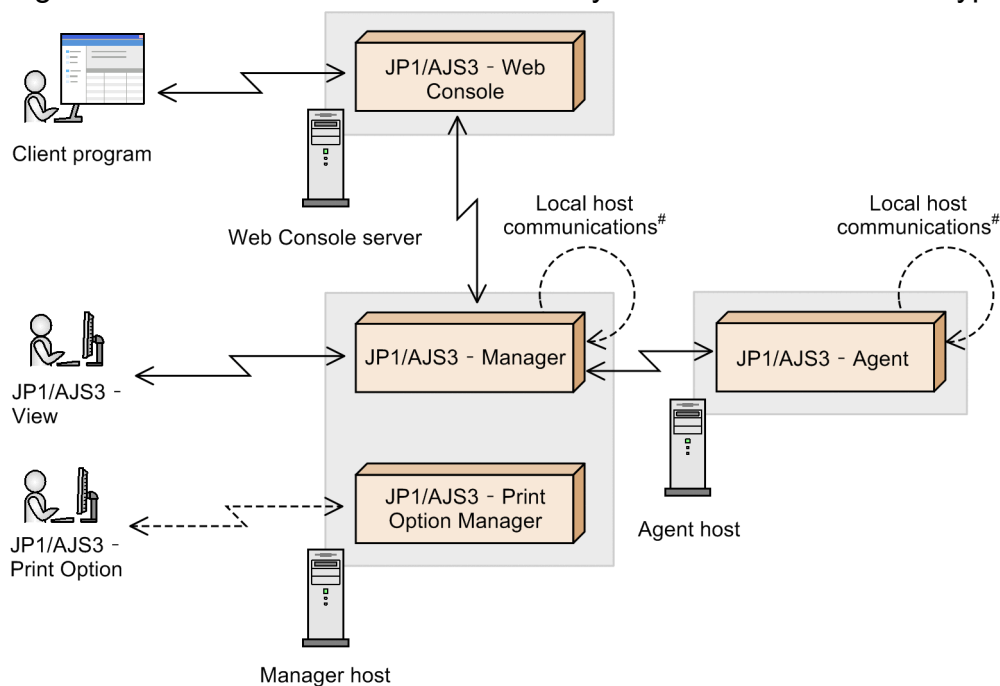 JP1/AJS3 - Web
Console
Client program
Web Console server
Local host
communications#
Local host
communications#
JP1/AJS3 - Manager
JP1/AJS3 - Agent
JP1/AJS3 -
View
JP1/AJS3 - Print
Option Manager
Agent host
JP1/AJS3 -
Print Option
Manager host